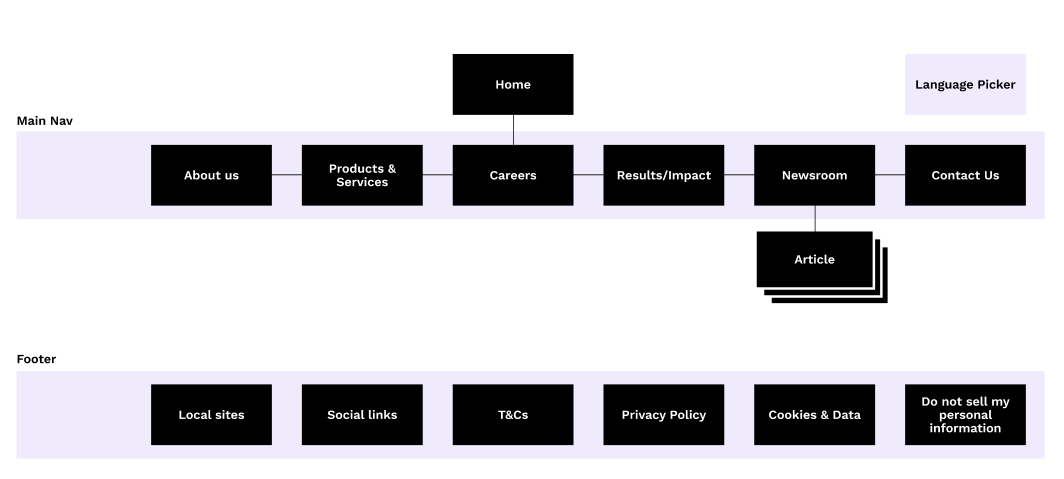 Home
Language Picker
Main Nav
About us
Products &
Services
Careers
Results/Impact
Newsroom
Contact Us
Article
Footer
Local sites
Social links
T&Cs
Privacy Policy
Cookies & Data
Do not sell my
personal
information